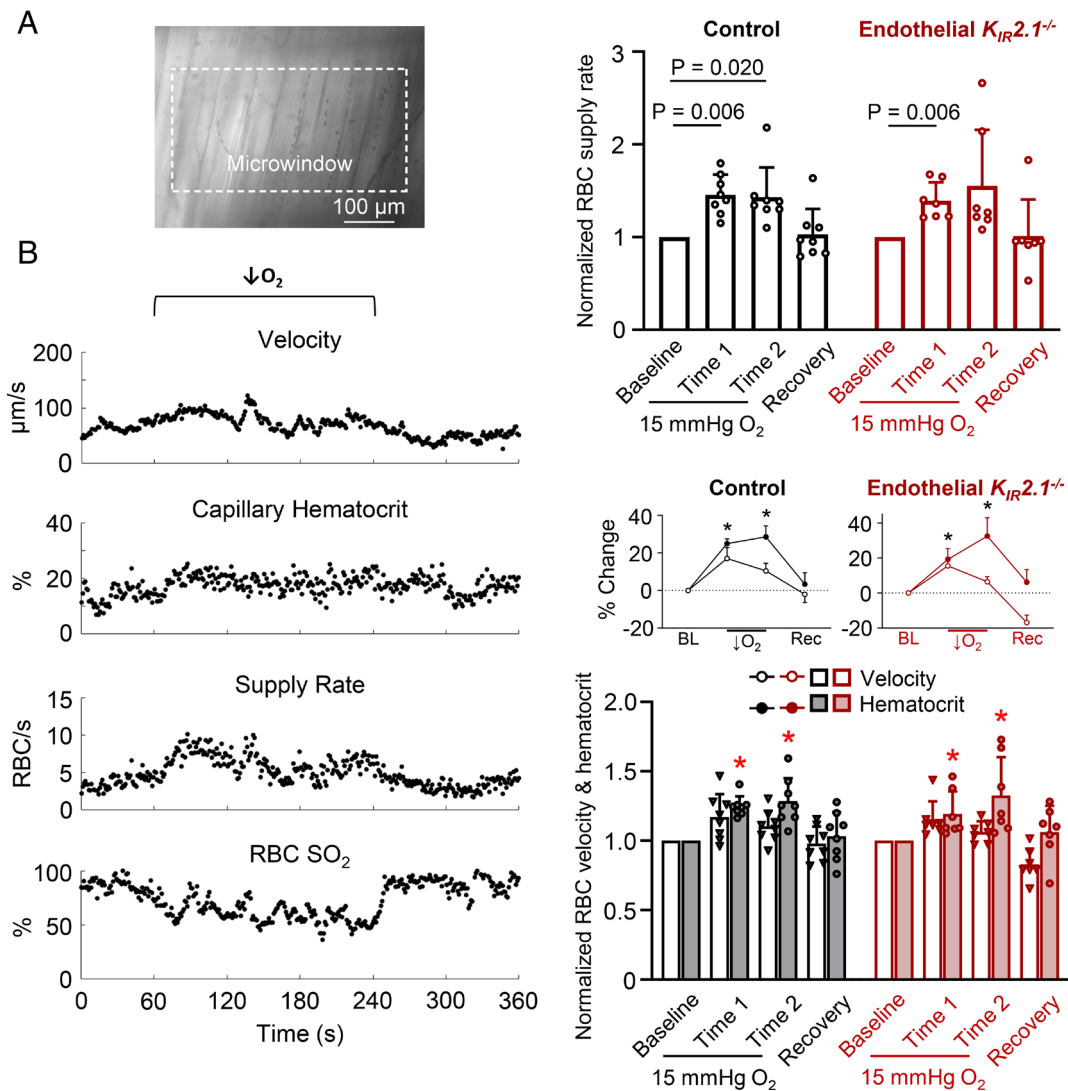 A
Microwindow
100 µm
B
↓O₂
Velocity
µm/s
200
100
0
Capillary Hematocrit
%
40
20
0
Supply Rate
RBC/s
15
10
5
0
RBC SO₂
%
100
50
0
0 60 120 180 240 300 360
Time (s)
Control
Endothelial K_IR2.1⁻/⁻
Normalized RBC supply rate
3
2
1
0
P = 0.020
P = 0.006
P = 0.006
Baseline Time 1 Time 2 Recovery
Baseline Time 1 Time 2 Recovery
15 mmHg O₂
15 mmHg O₂
Control
Endothelial K_IR2.1⁻/⁻
% Change
40
20
0
-20
* *
BL ↓O₂ Rec
40
20
0
-20
* *
BL ↓O₂ Rec
Velocity
Hematocrit
Normalized RBC velocity & hematocrit
2.0
1.5
1.0
0.5
0
* * * *
Baseline Time 1 Time 2 Recovery
Baseline Time 1 Time 2 Recovery
15 mmHg O₂
15 mmHg O₂